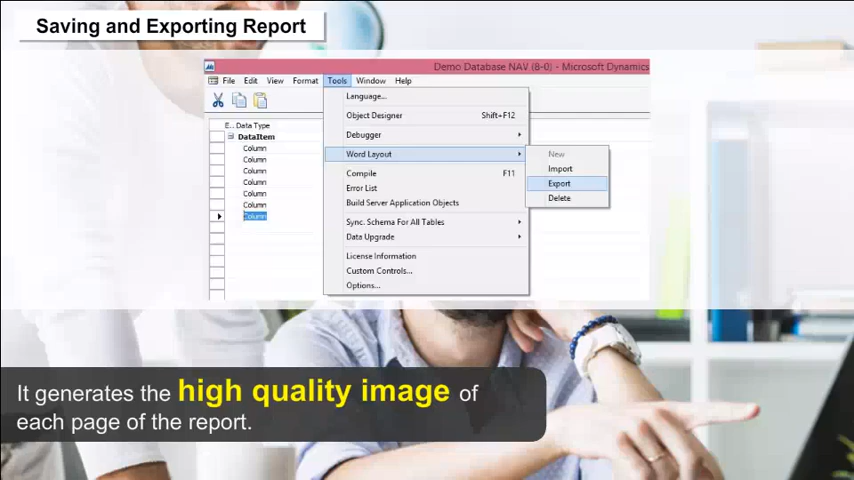 Saving and Exporting Report
Demo Database NAV (8-0) - Microsoft Dynamics
File Edit View Format Tools Window Help
Language...
E.. Data Type
Object Designer Shift+F12
DataItem
Debugger
Column
Word Layout
New
Column
Import
Column
Compile F11
Export
Column
Error List
Delete
Column
Build Server Application Objects
Column
Column
Sync. Schema For All Tables
Data Upgrade
License Information
Custom Controls...
Options...
It generates the high quality image of
each page of the report.